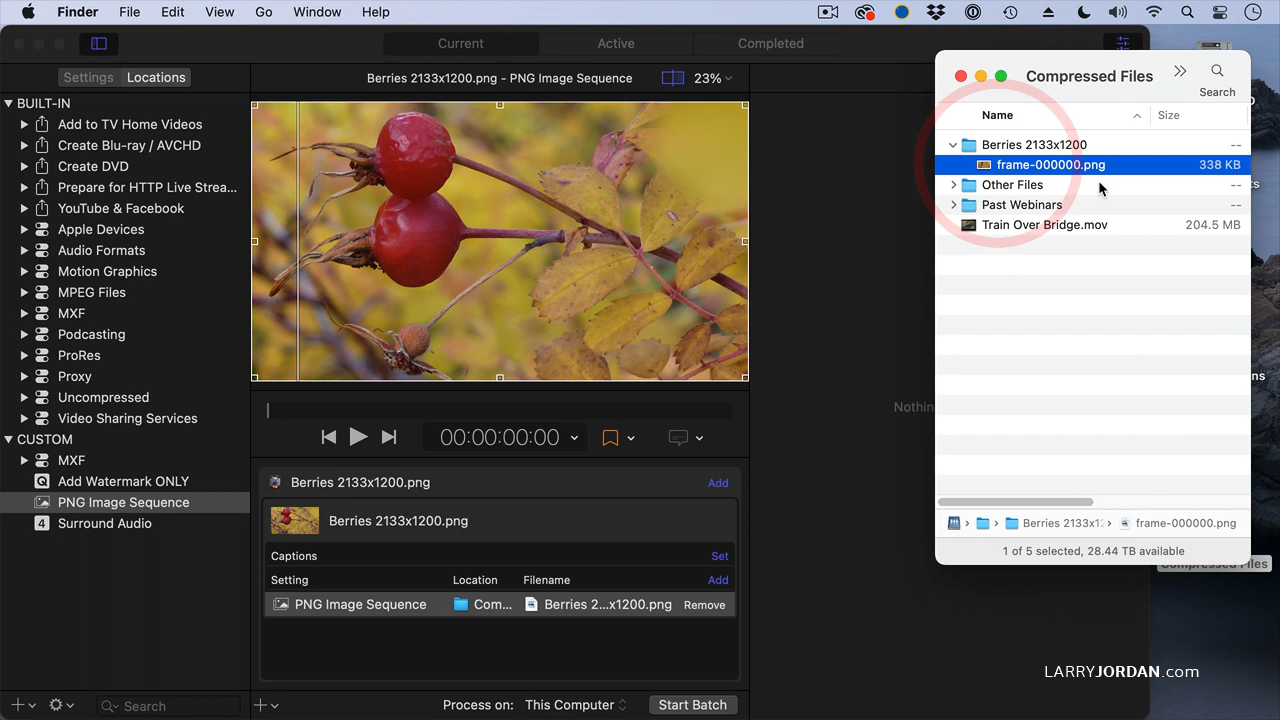 Finder File Edit View Go Window Help
Current Active Completed
Settings Locations
Berries 2133x1200.png - PNG Image Sequence 23%
BUILT-IN
Add to TV Home Videos
Create Blu-ray / AVCHD
Create DVD
Prepare for HTTP Live Strea...
YouTube & Facebook
Apple Devices
Audio Formats
Motion Graphics
MPEG Files
MXF
Podcasting
ProRes
Proxy
Uncompressed
Video Sharing Services
CUSTOM
MXF
Add Watermark ONLY
PNG Image Sequence
4 Surround Audio
Search
00:00:00:00
Berries 2133x1200.png Add
Berries 2133x1200.png
Captions Set
Setting Location Filename Add
PNG Image Sequence Com... Berries 2...x1200.png Remove
Process on: This Computer Start Batch
Nothin
Compressed Files
Search
Name Size
Berries 2133x1200 --
frame-000000.png 338 KB
Other Files --
Past Webinars --
Train Over Bridge.mov 204.5 MB
Berries 2133x12 frame-000000.png
1 of 5 selected, 28.44 TB available
Compressed Files
LARRYJORDAN.com